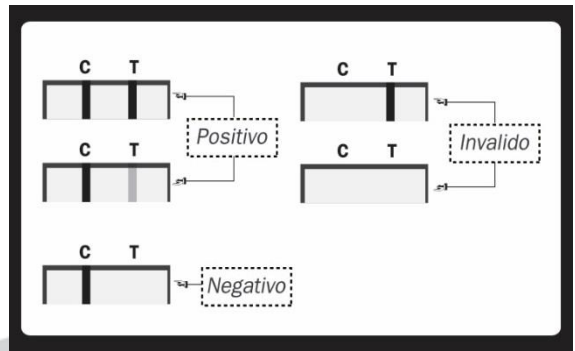 C T
C T
Positivo
C T
C T
Invalido
C T
Negativo